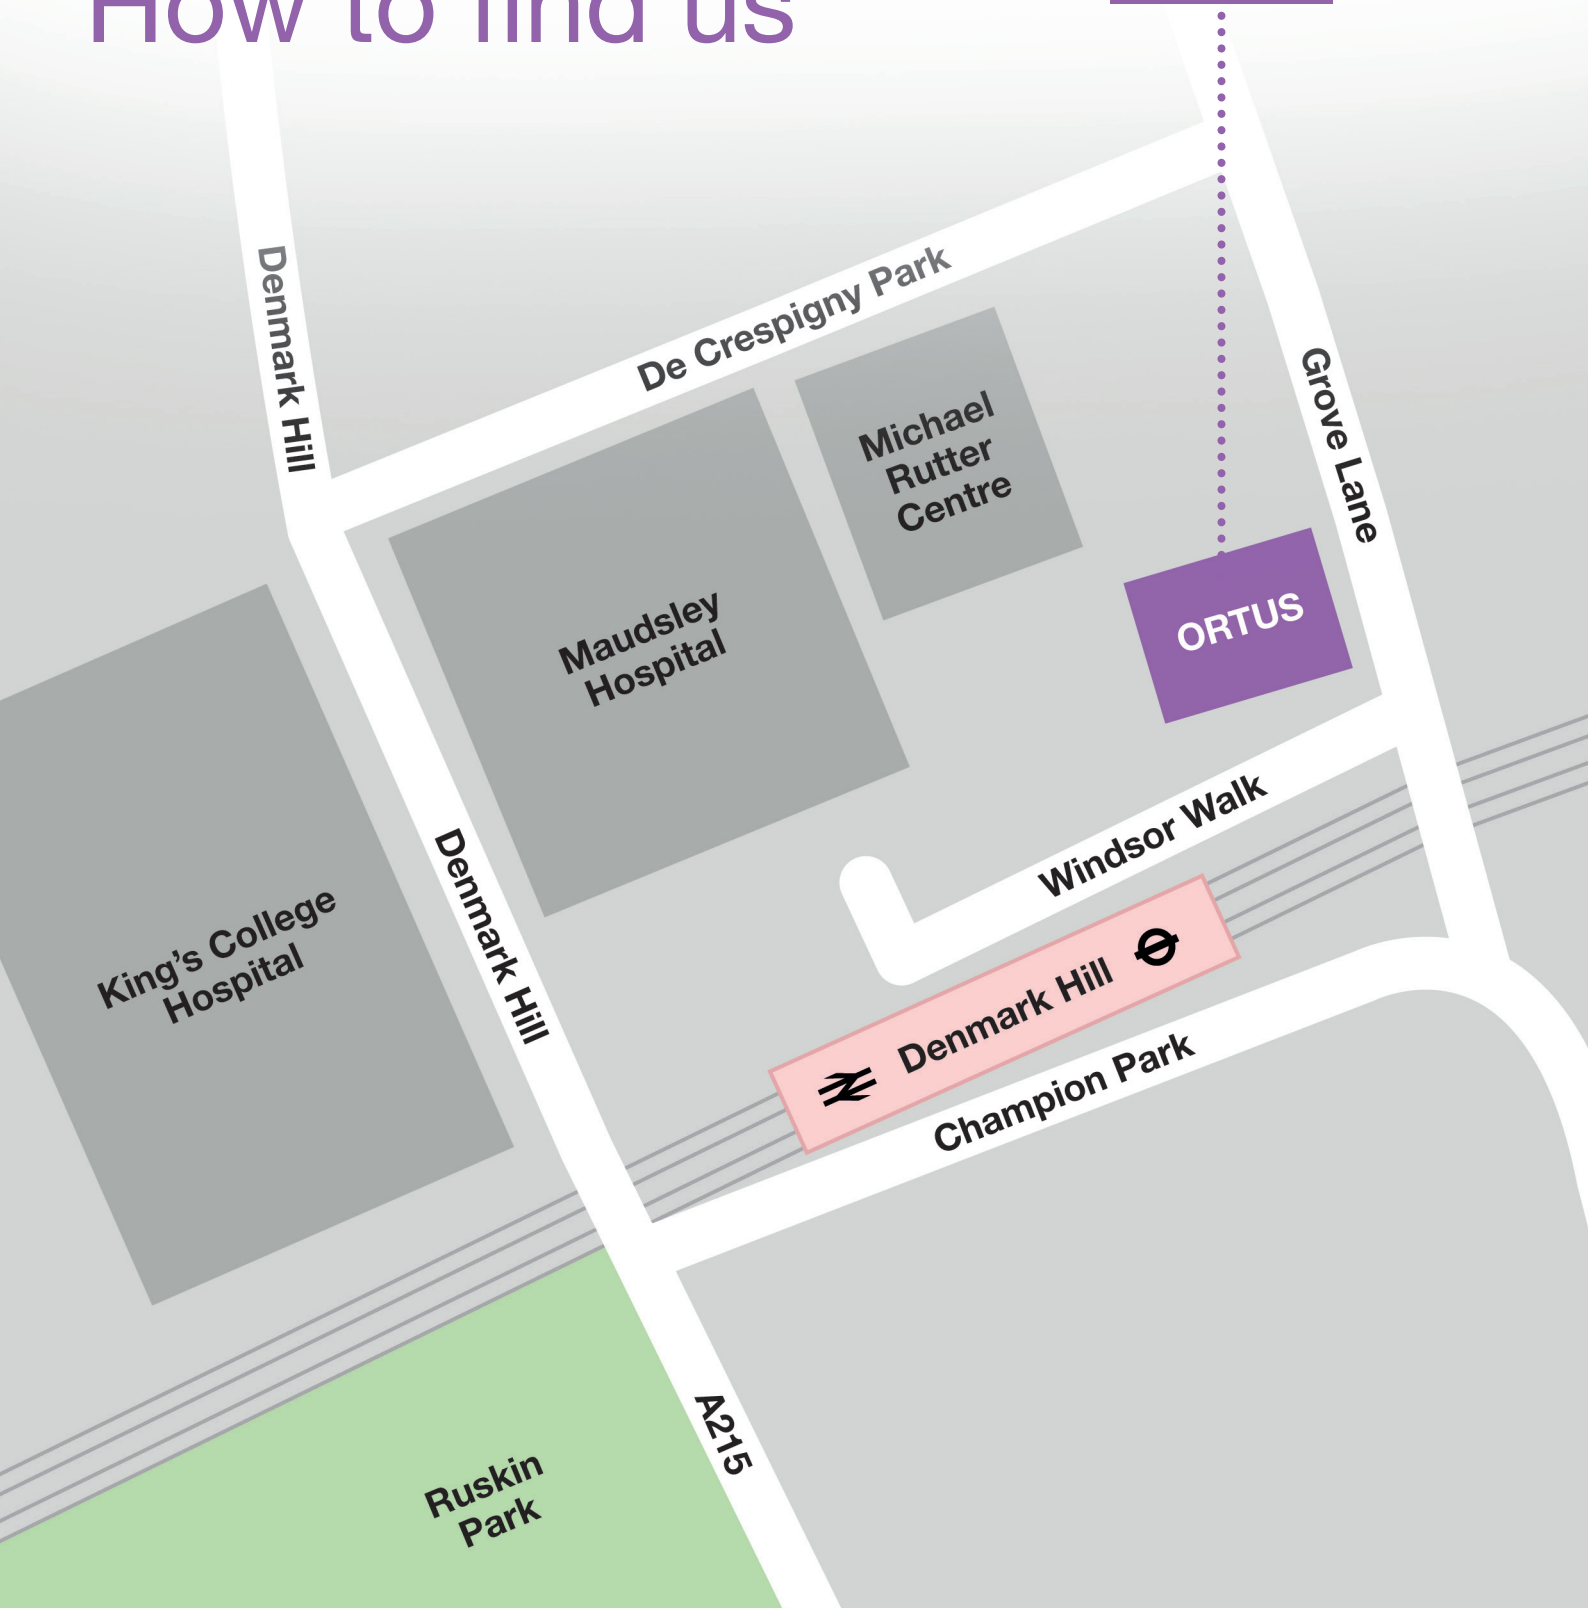 How to find us
Denmark Hill
De Crespigny Park
Grove Lane
Michael
Rutter
Centre
ORTUS
Maudsley
Hospital
Windsor Walk
Denmark Hill
King's College
Hospital
Denmark Hill
Champion Park
A215
Ruskin
Park